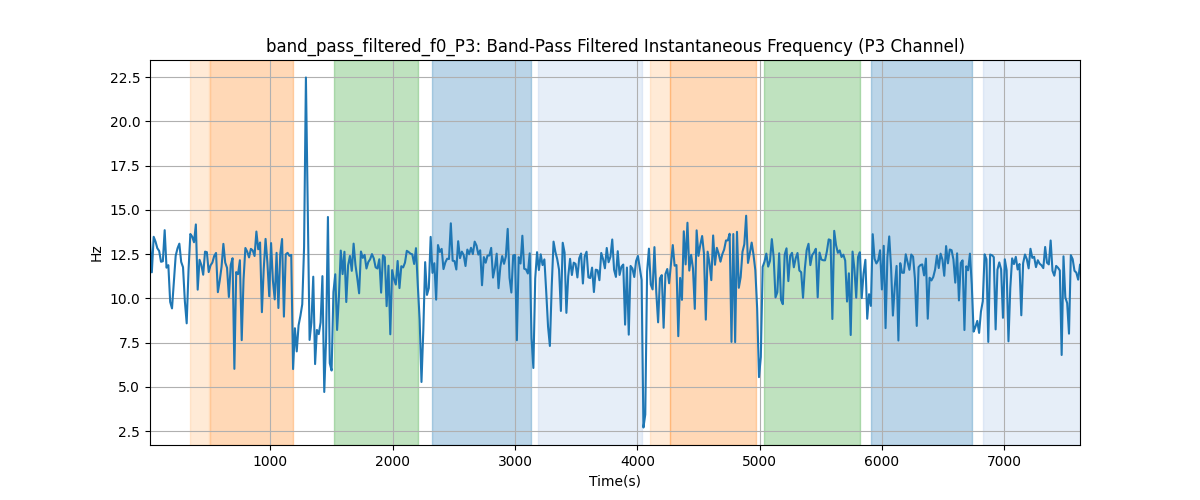 band_pass_filtered_f0_P3: Band-Pass Filtered Instantaneous Frequency (P3 Channel)
22.5
20.0
17.5
15.0
12.5
10.0
7.5
5.0
2.5
Hz
1000 2000 3000 4000 5000 6000 7000
Time(s)